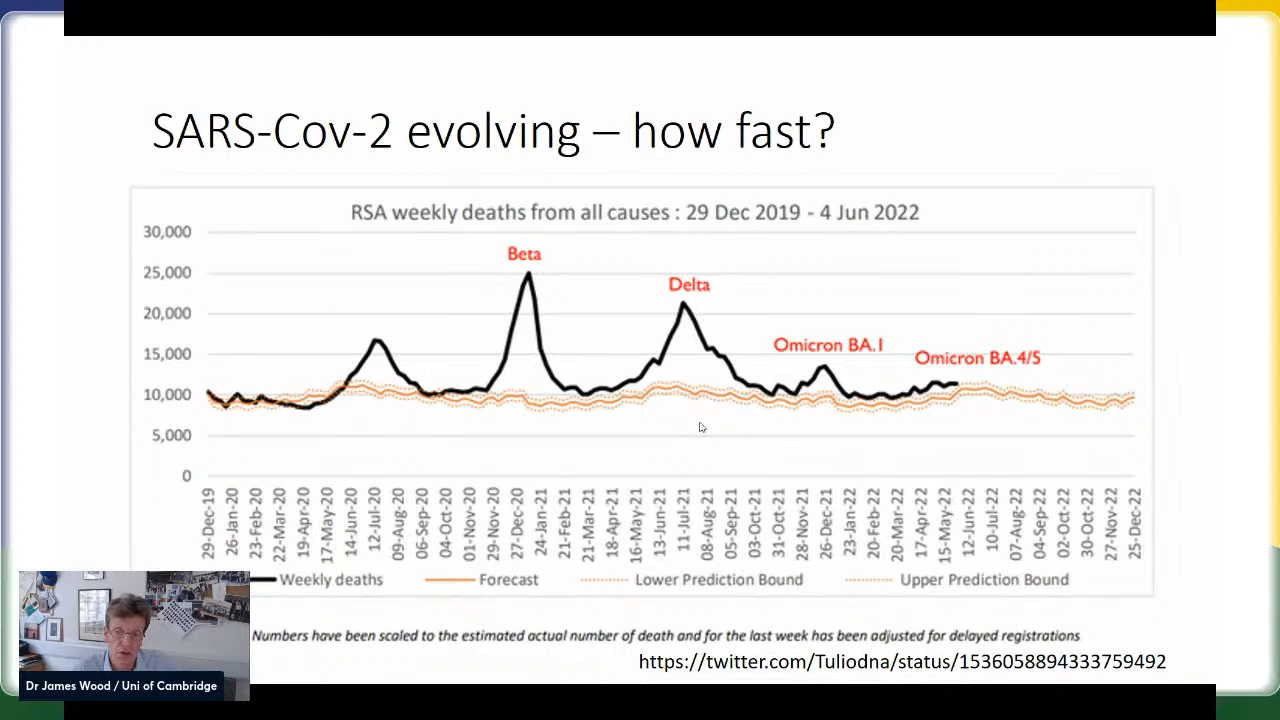 SARS-Cov-2 evolving – how fast?
RSA weekly deaths from all causes : 29 Dec 2019 - 4 Jun 2022
30,000
25,000
20,000
15,000
10,000
5,000
0
Beta
Delta
Omicron BA.1
Omicron BA.4/5
29-Dec-19
26-Jan-20
23-Feb-20
22-Mar-20
19-Apr-20
17-May-20
14-Jun-20
12-Jul-20
09-Aug-20
06-Sep-20
04-Oct-20
01-Nov-20
29-Nov-20
27-Dec-20
24-Jan-21
21-Feb-21
21-Mar-21
18-Apr-21
16-May-21
13-Jun-21
11-Jul-21
08-Aug-21
05-Sep-21
03-Oct-21
31-Oct-21
28-Nov-21
26-Dec-21
23-Jan-22
20-Feb-22
20-Mar-22
17-Apr-22
15-May-22
12-Jun-22
10-Jul-22
07-Aug-22
04-Sep-22
02-Oct-22
30-Oct-22
27-Nov-22
25-Dec-22
Weekly deaths
Forecast
Lower Prediction Bound
Upper Prediction Bound
Numbers have been scaled to the estimated actual number of death and for the last week has been adjusted for delayed registrations
https://twitter.com/Tuliodna/status/1536058894333759492
Dr James Wood / Uni of Cambridge